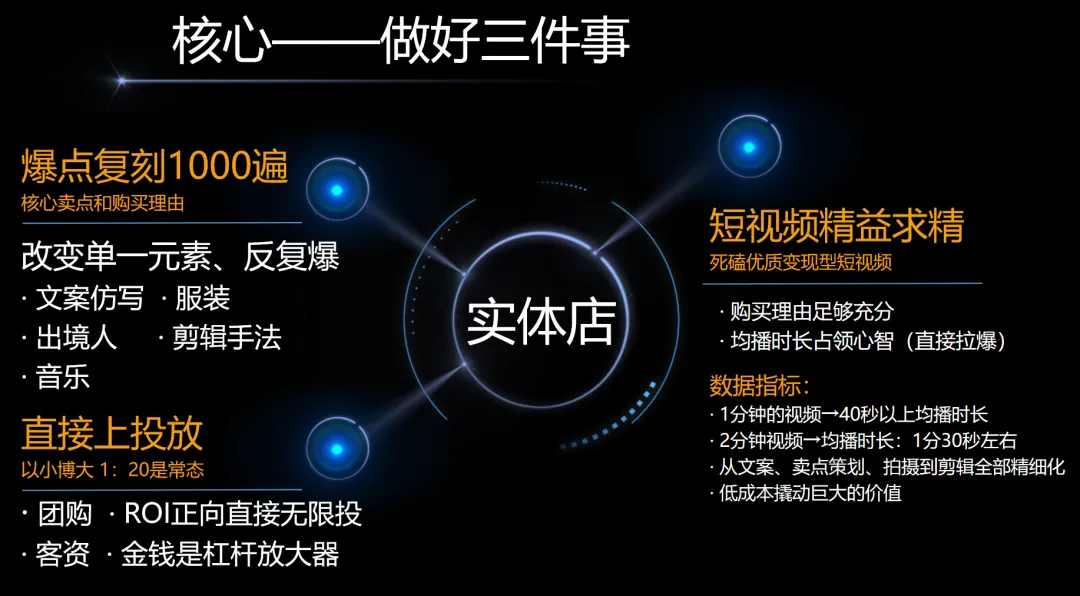 核心——做好三件事
爆点复刻1000遍
核心卖点和购买理由
改变单一元素、反复爆
· 文案仿写 · 服装
· 出境人 · 剪辑手法
· 音乐
直接上投放
以小博大 1：20是常态
· 团购 · ROI正向直接无限投
· 客资 · 金钱是杠杆放大器
实体店
短视频精益求精
死磕优质变现型短视频
· 购买理由足够充分
· 均播时长占领心智（直接拉爆）
数据指标：
· 1分钟的视频→40秒以上均播时长
· 2分钟视频→均播时长：1分30秒左右
· 从文案、卖点策划、拍摄到剪辑全部精细化
· 低成本撬动巨大的价值